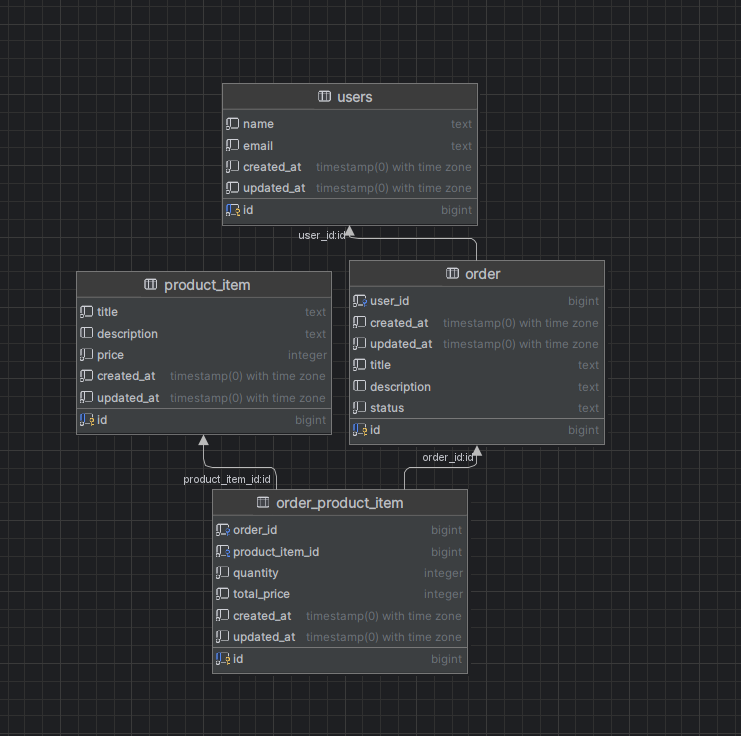 users
name text
email text
created_at timestamp(0) with time zone
updated_at timestamp(0) with time zone
id bigint
user_id:id
order
user_id bigint
created_at timestamp(0) with time zone
updated_at timestamp(0) with time zone
title text
description text
status text
id bigint
product_item
title text
description text
price integer
created_at timestamp(0) with time zone
updated_at timestamp(0) with time zone
id bigint
order_id:id
product_item_id:id
order_product_item
order_id bigint
product_item_id bigint
quantity integer
total_price integer
created_at timestamp(0) with time zone
updated_at timestamp(0) with time zone
id bigint